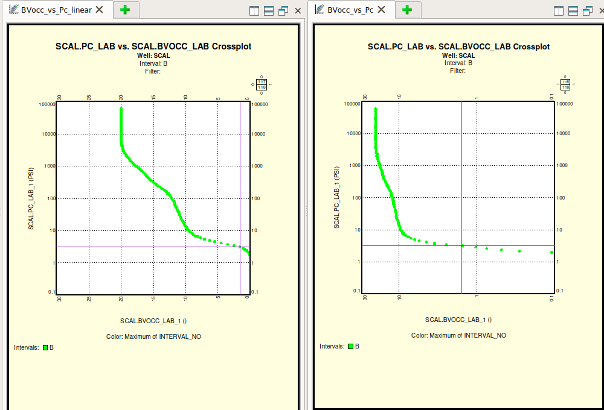 BVocc_vs_Pc_linear
SCAL.PC_LAB vs. SCAL.BVOCC_LAB Crossplot
Well: SCAL
Interval: B
Filter:
30 25 20 15 10 5 0
100000 100000
10000 10000
1000 1000
100 100
10 10
1 1
0.1 0.1
SCAL.PC_LAB_1 (PSI)
30 25 20 15 10 5 0
SCAL.BVOCC_LAB_1 ()
Color: Maximum of INTERVAL_NO
Intervals: B
BVocc_vs_Pc
SCAL.PC_LAB vs. SCAL.BVOCC_LAB Crossplot
Well: SCAL
Interval: B
Filter:
30 10 1 0.1
100000 100000
10000 10000
1000 1000
100 100
10 10
1 1
0.1 0.1
SCAL.PC_LAB_1 (PSI)
30 10 1 0.1
SCAL.BVOCC_LAB_1 ()
Color: Maximum of INTERVAL_NO
Intervals: B